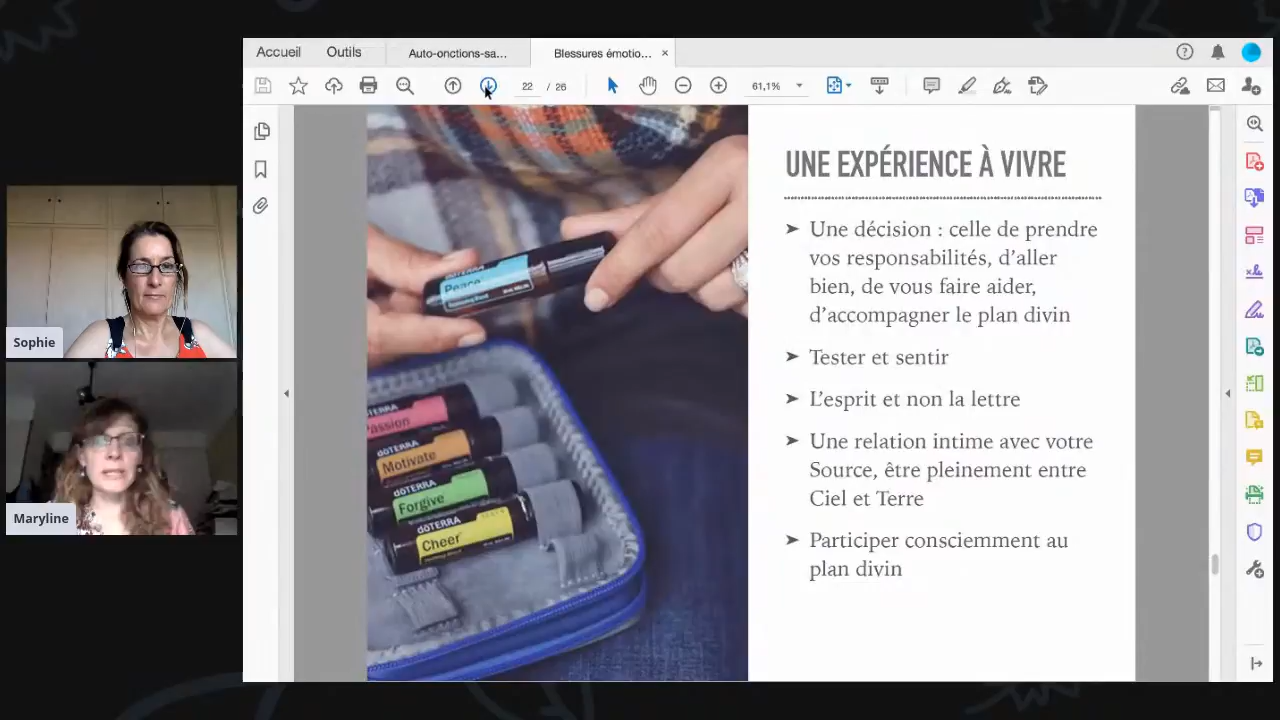 Accueil
Outils
Auto-onctions-sa...
Blessures émotio... ×
22 / 26
61,1%
UNE EXPÉRIENCE À VIVRE
➤ Une décision : celle de prendre
vos responsabilités, d’aller
bien, de vous faire aider,
d’accompagner le plan divin
➤ Tester et sentir
➤ L’esprit et non la lettre
➤ Une relation intime avec votre
Source, être pleinement entre
Ciel et Terre
➤ Participer consciemment au
plan divin
dōTERRA
Peace
dōTERRA
Passion
dōTERRA
Motivate
dōTERRA
Forgive
dōTERRA
Cheer
Sophie
Maryline